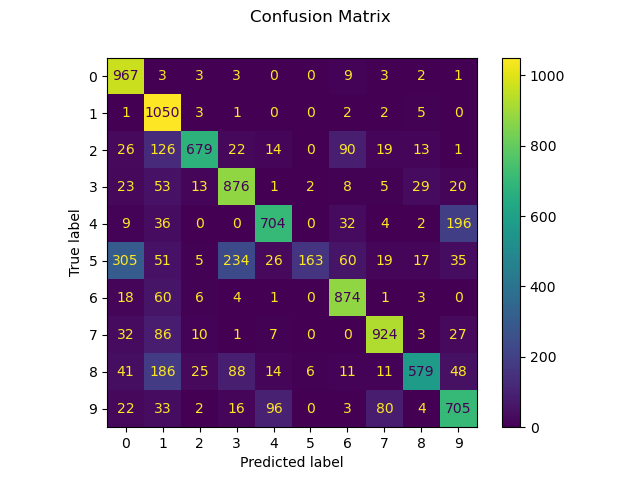 Confusion Matrix
0 967 3 3 3 0 0 9 3 2 1
1 1 1050 3 1 0 0 2 2 5 0
2 26 126 679 22 14 0 90 19 13 1
3 23 53 13 876 1 2 8 5 29 20
4 9 36 0 0 704 0 32 4 2 196
5 305 51 5 234 26 163 60 19 17 35
6 18 60 6 4 1 0 874 1 3 0
7 32 86 10 1 7 0 0 924 3 27
8 41 186 25 88 14 6 11 11 579 48
9 22 33 2 16 96 0 3 80 4 705
0 1 2 3 4 5 6 7 8 9
Predicted label
True label
1000
800
600
400
200
0